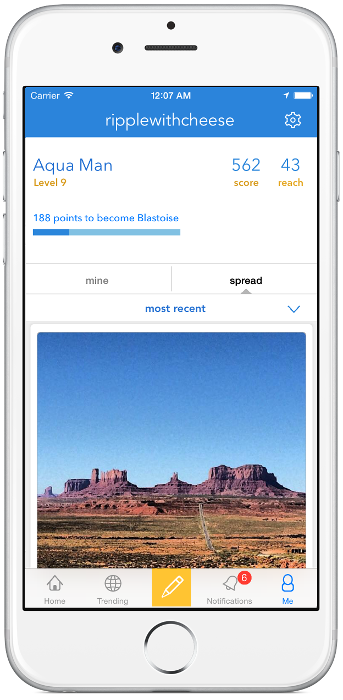 Carrier 12:07 AM
ripplewithcheese
Aqua Man 562 43
Level 9 score reach
188 points to become Blastoise
mine spread
most recent
6
Home Trending Notifications Me